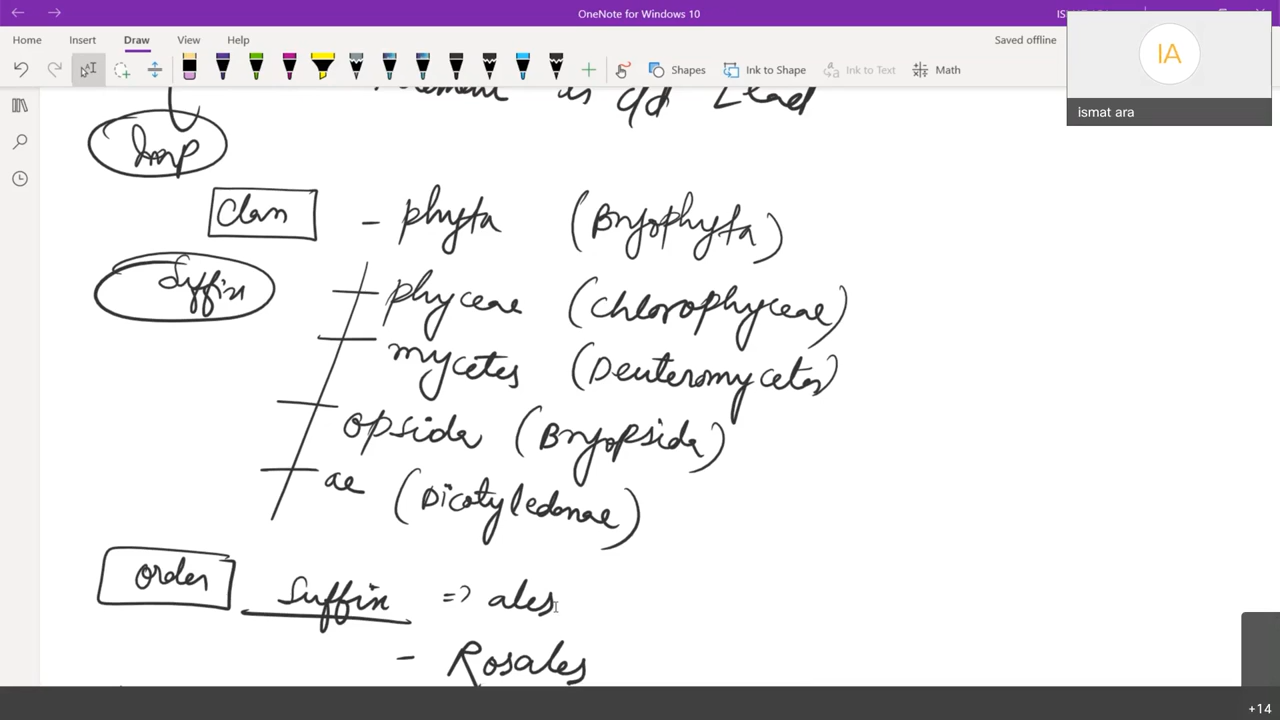 OneNote for Windows 10
Home Insert Draw View Help
Saved offline
IA
ismat ara
Shapes Ink to Shape Ink to Text Math
is Lead
Imp
Class - phyta (Bryophyta)
Suffix phyceae (Chlorophyceae)
mycetes (Deuteromycetes)
opsida (Bryopsida)
ae (Dicotyledonae)
order Suffix => ales
- Rosales
+14